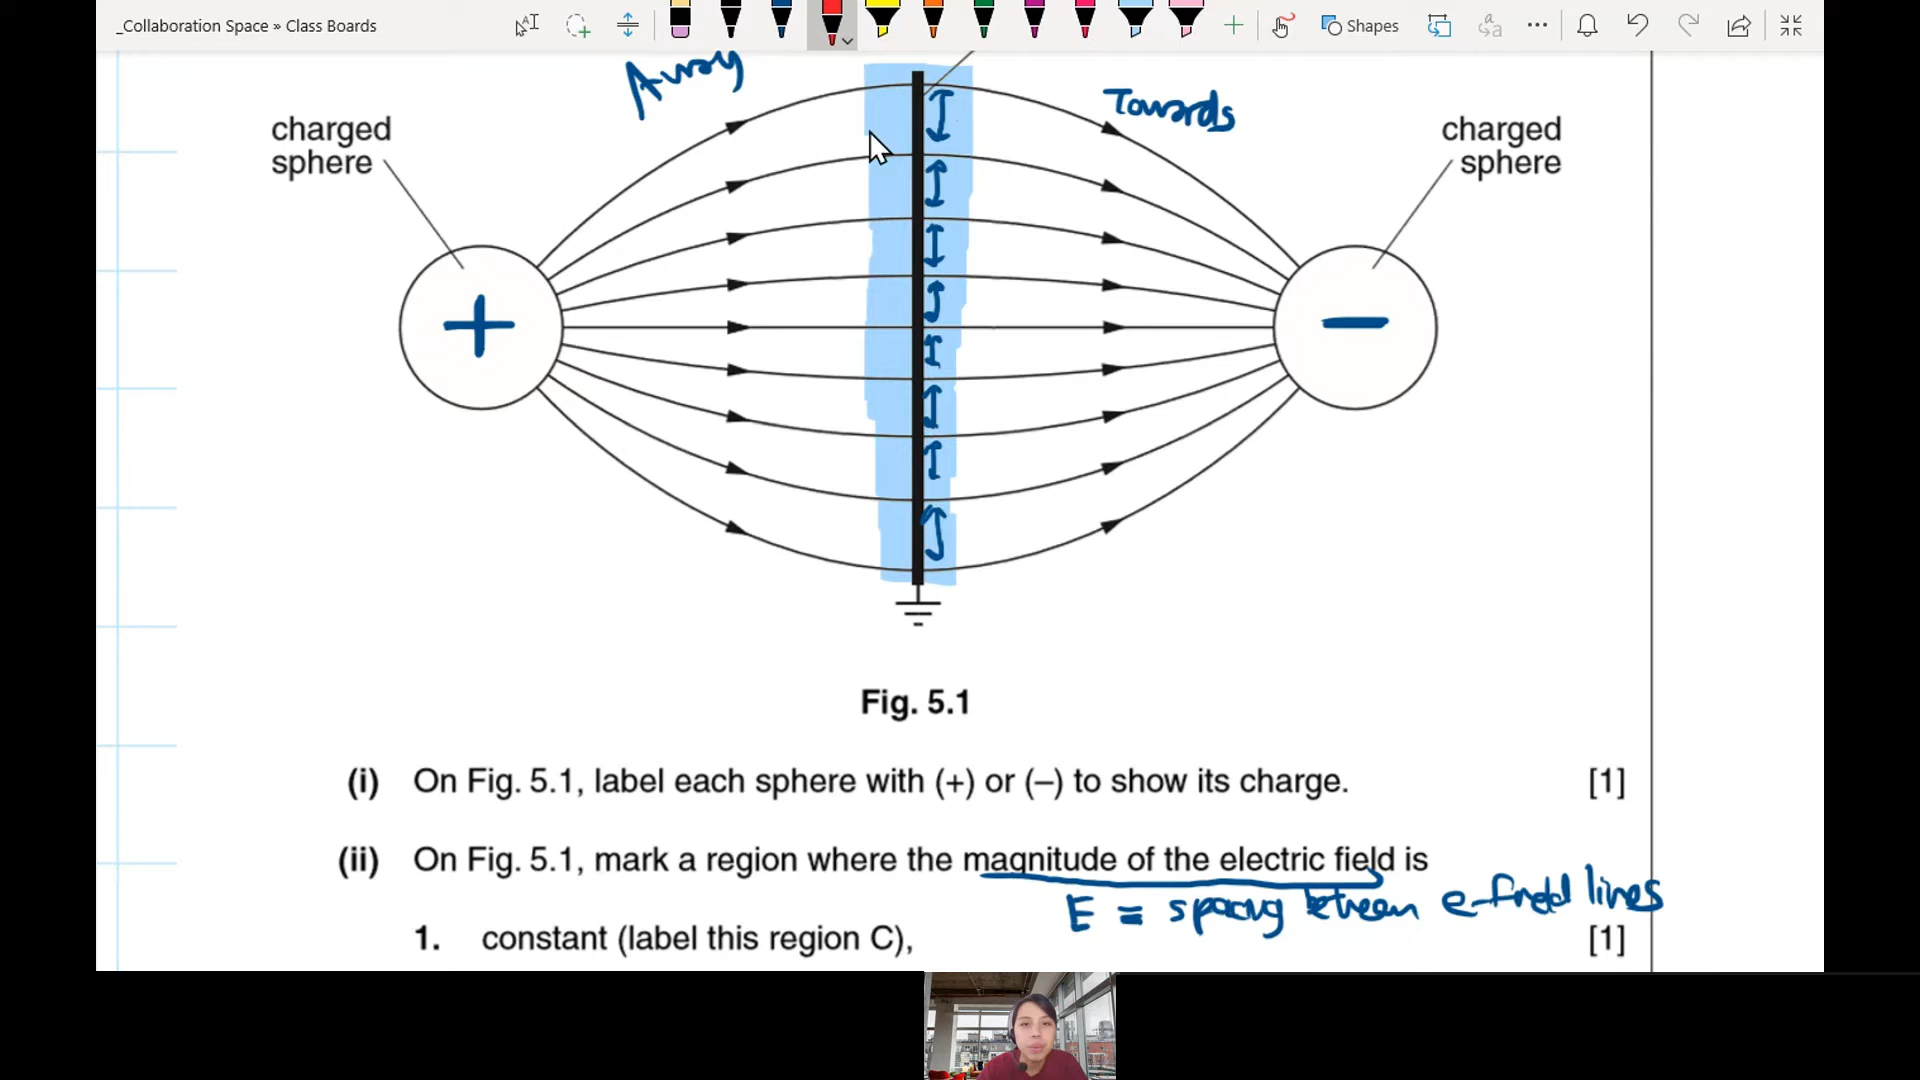 _Collaboration Space » Class Boards
Shapes
Away
Towards
charged
sphere
charged
sphere
+
−
Fig. 5.1
(i) On Fig. 5.1, label each sphere with (+) or (–) to show its charge. [1]
(ii) On Fig. 5.1, mark a region where the magnitude of the electric field is
E ≡ spacing between e-field lines
1. constant (label this region C), [1]